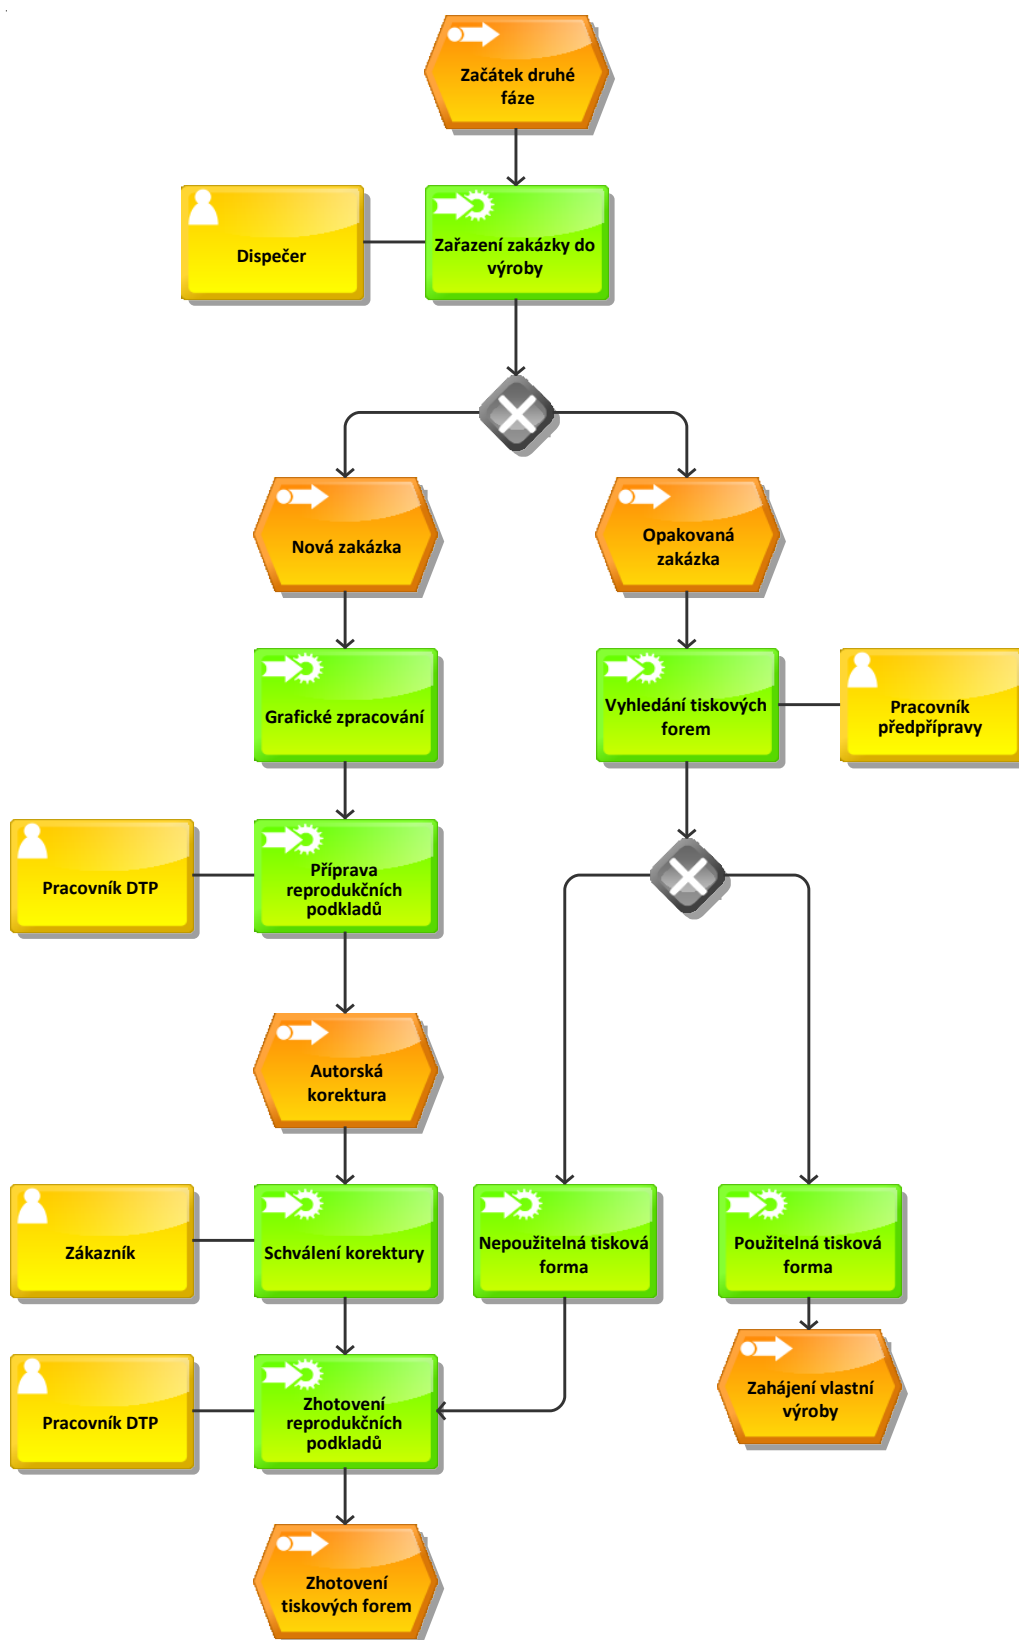 Začátek druhé
fáze
Dispečer
Zařazení zakázky do
výroby
Nová zakázka
Opakovaná
zakázka
Grafické zpracování
Vyhledání tiskových
forem
Pracovník
předpřípravy
Pracovník DTP
Příprava
reprodukčních
podkladů
Autorská
korektura
Zákazník
Schválení korektury
Nepoužitelná tisková
forma
Použitelná tisková
forma
Pracovník DTP
Zhotovení
reprodukčních
podkladů
Zahájení vlastní
výroby
Zhotovení
tiskových forem